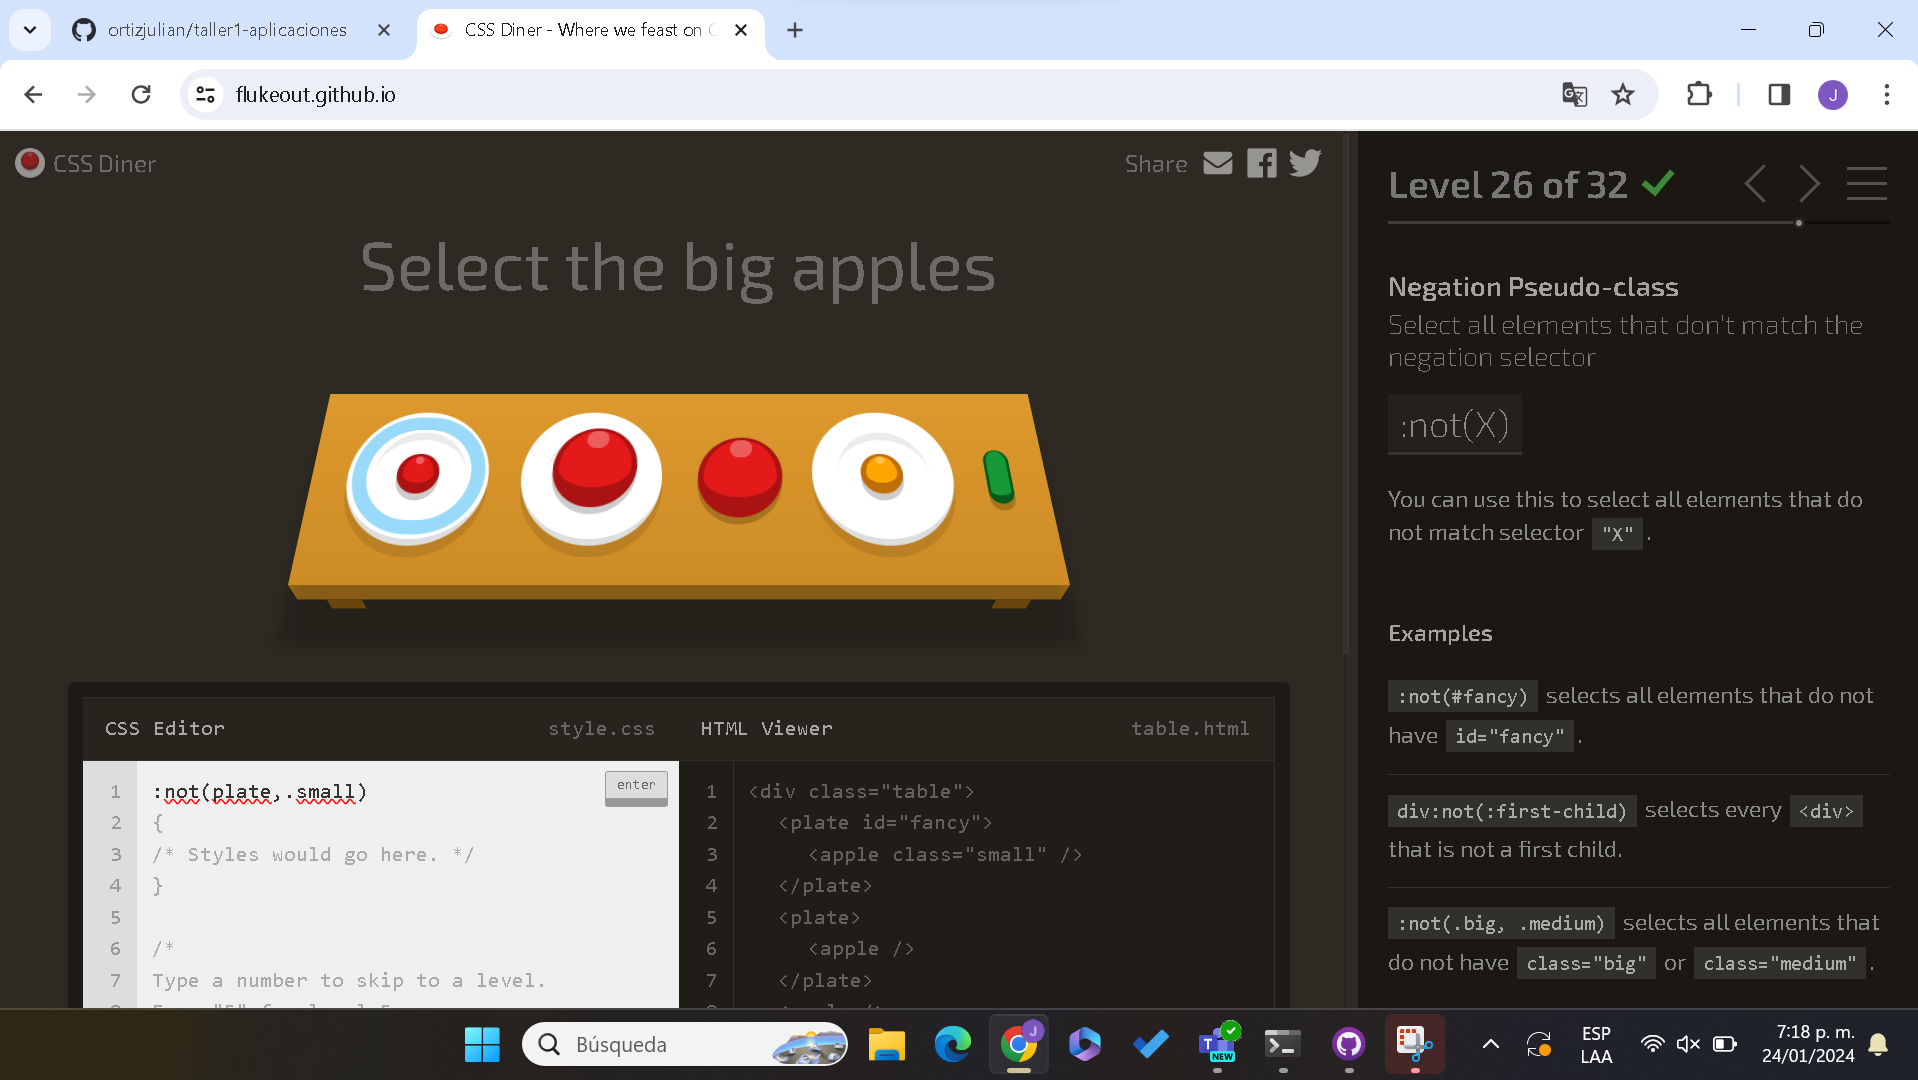 ortizjulian/taller1-aplicaciones
CSS Diner - Where we feast on
flukeout.github.io
J
CSS Diner
Share
Level 26 of 32
Select the big apples
Negation Pseudo-class
Select all elements that don't match the
negation selector
:not(X)
You can use this to select all elements that do
not match selector "X" .
Examples
:not(#fancy) selects all elements that do not
have id="fancy" .
div:not(:first-child) selects every <div>
that is not a first child.
:not(.big, .medium) selects all elements that
do not have class="big" or class="medium" .
CSS Editor style.css
HTML Viewer table.html
1 :not(plate,.small) enter
2 {
3 /* Styles would go here. */
4 }
5
6 /*
7 Type a number to skip to a level.
1 <div class="table">
2 <plate id="fancy">
3 <apple class="small" />
4 </plate>
5 <plate>
6 <apple />
7 </plate>
Búsqueda
J
NEW
ESP
LAA
7:18 p. m.
24/01/2024